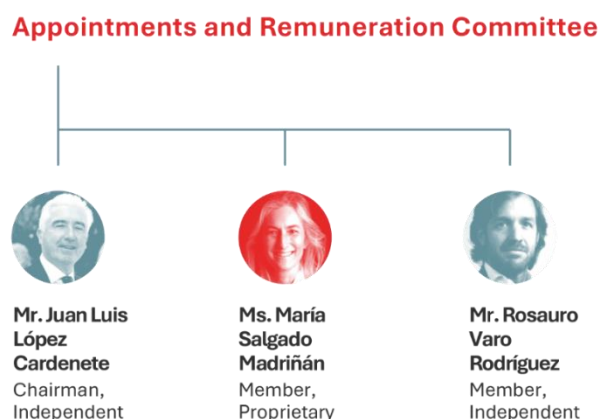 Appointments and Remuneration Committee
Mr. Juan Luis
López
Cardenete
Chairman,
Independent
Ms. María
Salgado
Madriñán
Member,
Proprietary
Mr. Rosauro
Varo
Rodríguez
Member,
Independent